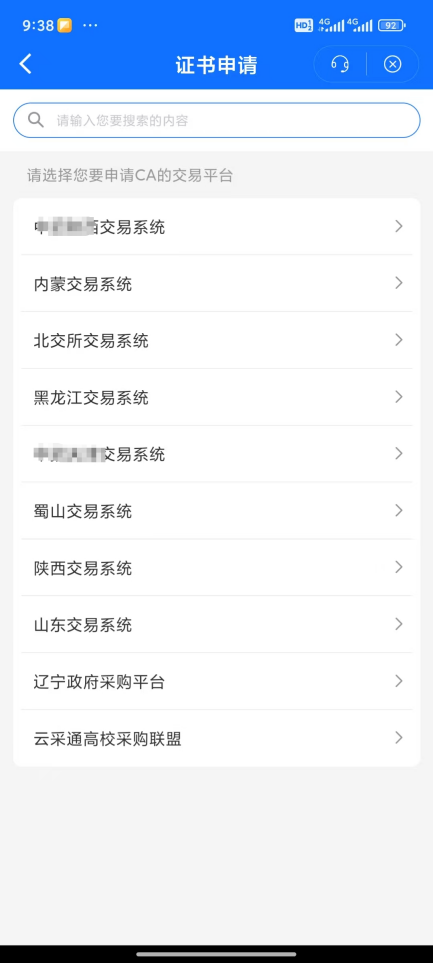 9:38
HD 4G 4G 92
证书申请
请输入您要搜索的内容
请选择您要申请CA的交易平台
交易系统
内蒙交易系统
北交所交易系统
黑龙江交易系统
交易系统
蜀山交易系统
陕西交易系统
山东交易系统
辽宁政府采购平台
云采通高校采购联盟